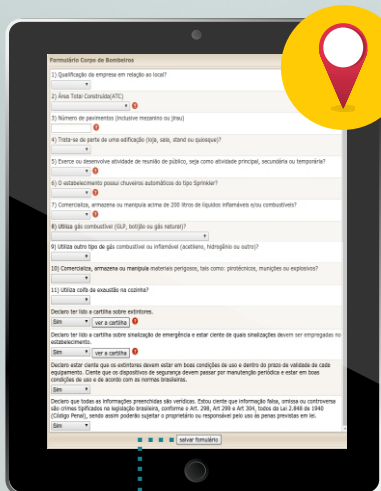 Formulário Corpo de Bombeiros
1) Qualificação da empresa em relação ao local?
2) Área Total Construída(ATC)
3) Número de pavimentos (inclusive mezanino ou jirau)
4) Trata-se de parte de uma edificação (loja, sala, stand ou quiosque)?
5) Exerce ou desenvolve atividade de reunião de público, seja como atividade principal, secundária ou temporária?
6) O estabelecimento possui chuveiros automáticos do tipo Sprinkler?
7) Comercializa, armazena ou manipula acima de 200 litros de líquidos inflamáveis e/ou combustíveis?
8) Utiliza gás combustível (GLP, botijão ou gás natural)?
9) Utiliza outro tipo de gás combustível ou inflamável (acetileno, hidrogênio ou outro)?
10) Comercializa, armazena ou manipula materiais perigosos, tais como: pirotécnicos, munições ou explosivos?
11) Utiliza coifa de exaustão na cozinha?
Declaro ter lido a cartilha sobre extintores.
Sim ver a cartilha
Declaro ter lido a cartilha sobre sinalização de emergência e estar ciente de quais sinalizações devem ser empregadas no
estabelecimento.
Sim ver a cartilha
Declaro estar ciente que os extintores devem estar em boas condições de uso e dentro do prazo de validade de cada
equipamento. Ciente que os dispositivos de segurança devem passar por manutenção periódica e estar em boas
condições de uso e de acordo com as normas brasileiras.
Sim
Declaro que todas as informações preenchidas são verídicas. Estou ciente que informação falsa, omissa ou controversa
são crimes tipificados na legislação brasileira, conforme o Art. 298, Art 299 e Art 304, todos da Lei 2.848 de 1940
(Código Penal), sendo assim poderão sujeitar o proprietário ou responsável pelo uso às penas previstas em lei.
Sim
salvar fomulário